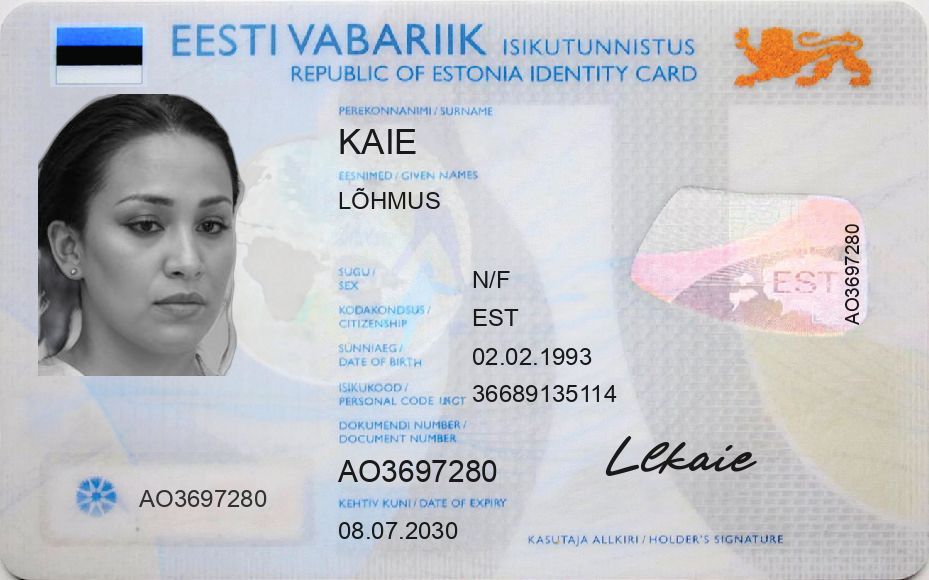 EESTI VABARIIK ISIKUTUNNISTUS
REPUBLIC OF ESTONIA IDENTITY CARD
PEREKONNANIMI / SURNAME
KAIE
EESNIMED / GIVEN NAMES
LÕHMUS
SUGU /
SEX
N/F
KODAKONDSUS /
CITIZENSHIP
EST
SÜNNIAEG /
DATE OF BIRTH
02.02.1993
ISIKUKOOD /
PERSONAL CODE
36689135114
DOKUMENDI NUMBER /
DOCUMENT NUMBER
AO3697280
KEHTIV KUNI / DATE OF EXPIRY
08.07.2030
AO3697280
EST
AO3697280
KASUTAJA ALLKIRI / HOLDER'S SIGNATURE